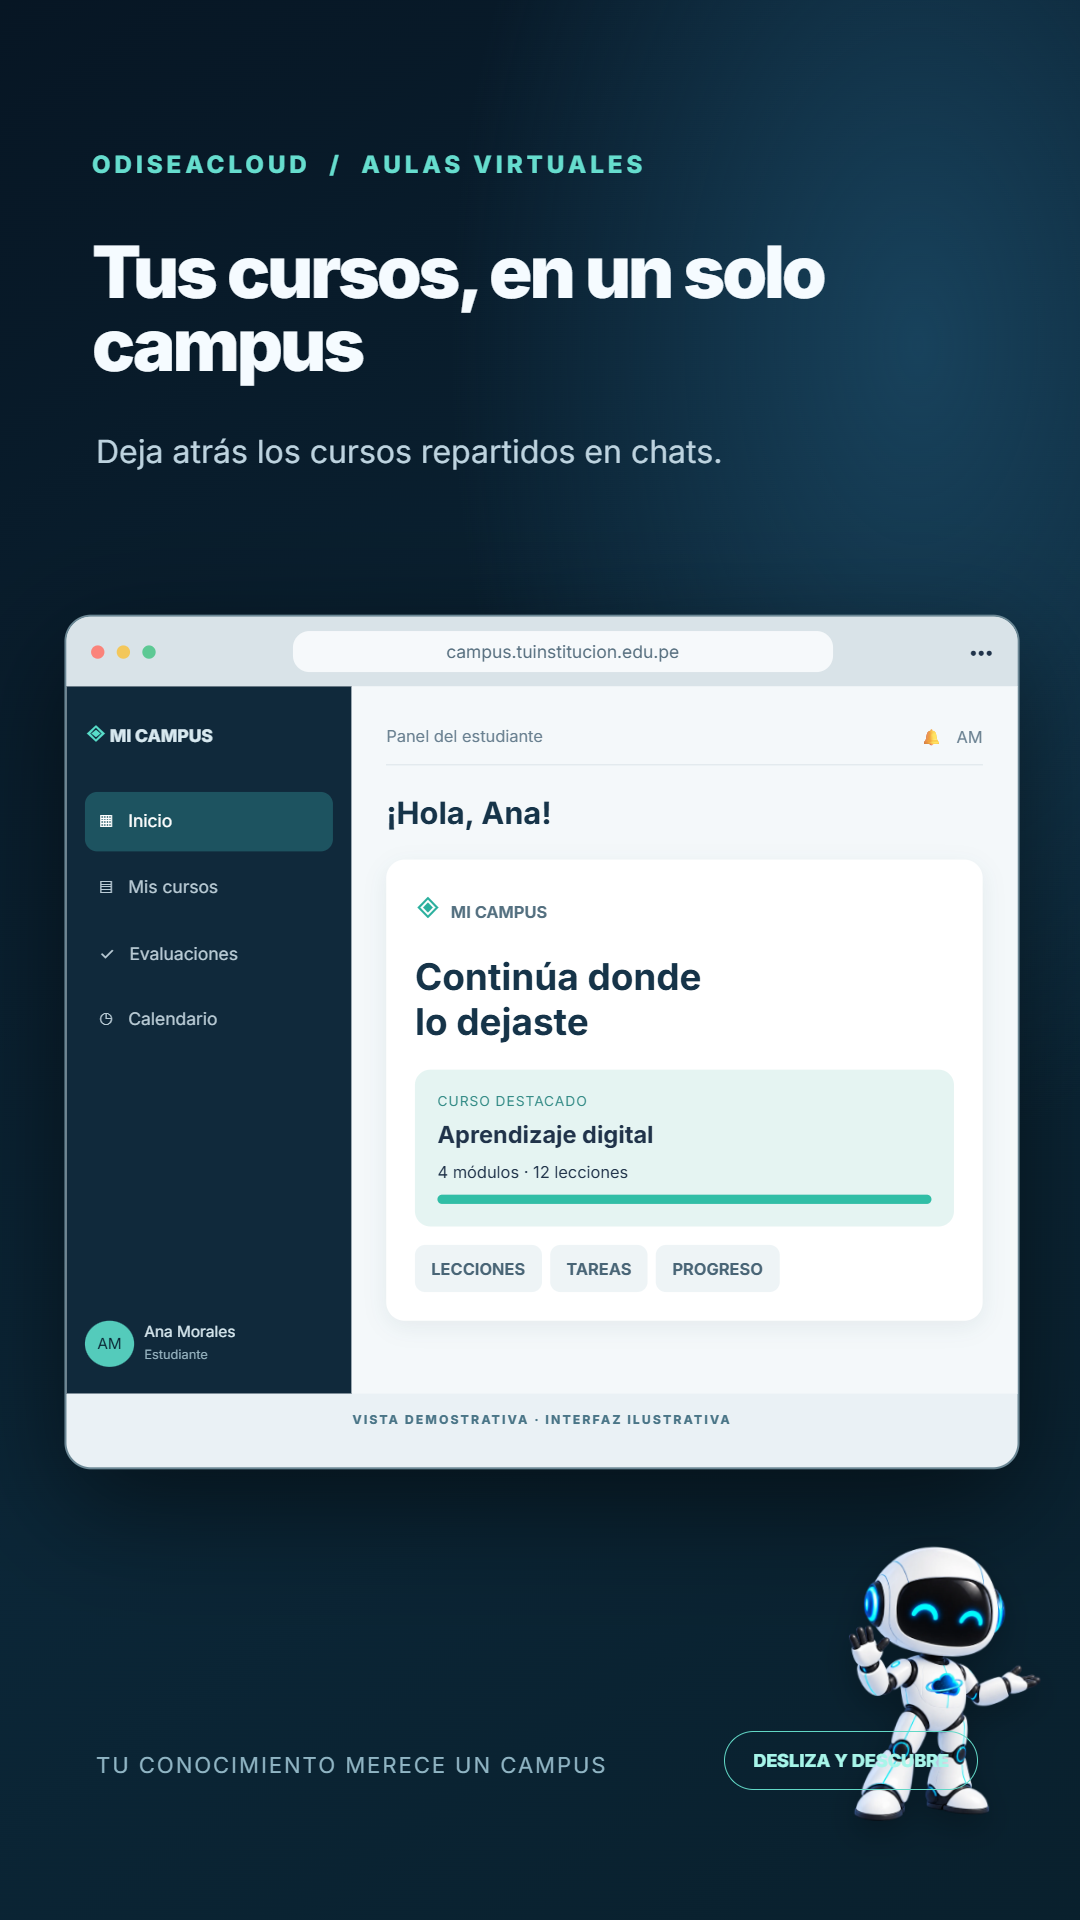 ODISEACLOUD / AULAS VIRTUALES
Tus cursos, en un solo
campus
Deja atrás los cursos repartidos en chats.
campus.tuinstitucion.edu.pe
MI CAMPUS
Inicio
Mis cursos
Evaluaciones
Calendario
Ana Morales
AM
Estudiante
Panel del estudiante
AM
¡Hola, Ana!
MI CAMPUS
Continúa donde
lo dejaste
CURSO DESTACADO
Aprendizaje digital
4 módulos · 12 lecciones
LECCIONES TAREAS PROGRESO
VISTA DEMOSTRATIVA · INTERFAZ ILUSTRATIVA
TU CONOCIMIENTO MERECE UN CAMPUS
DESLIZA Y DESCUBRE